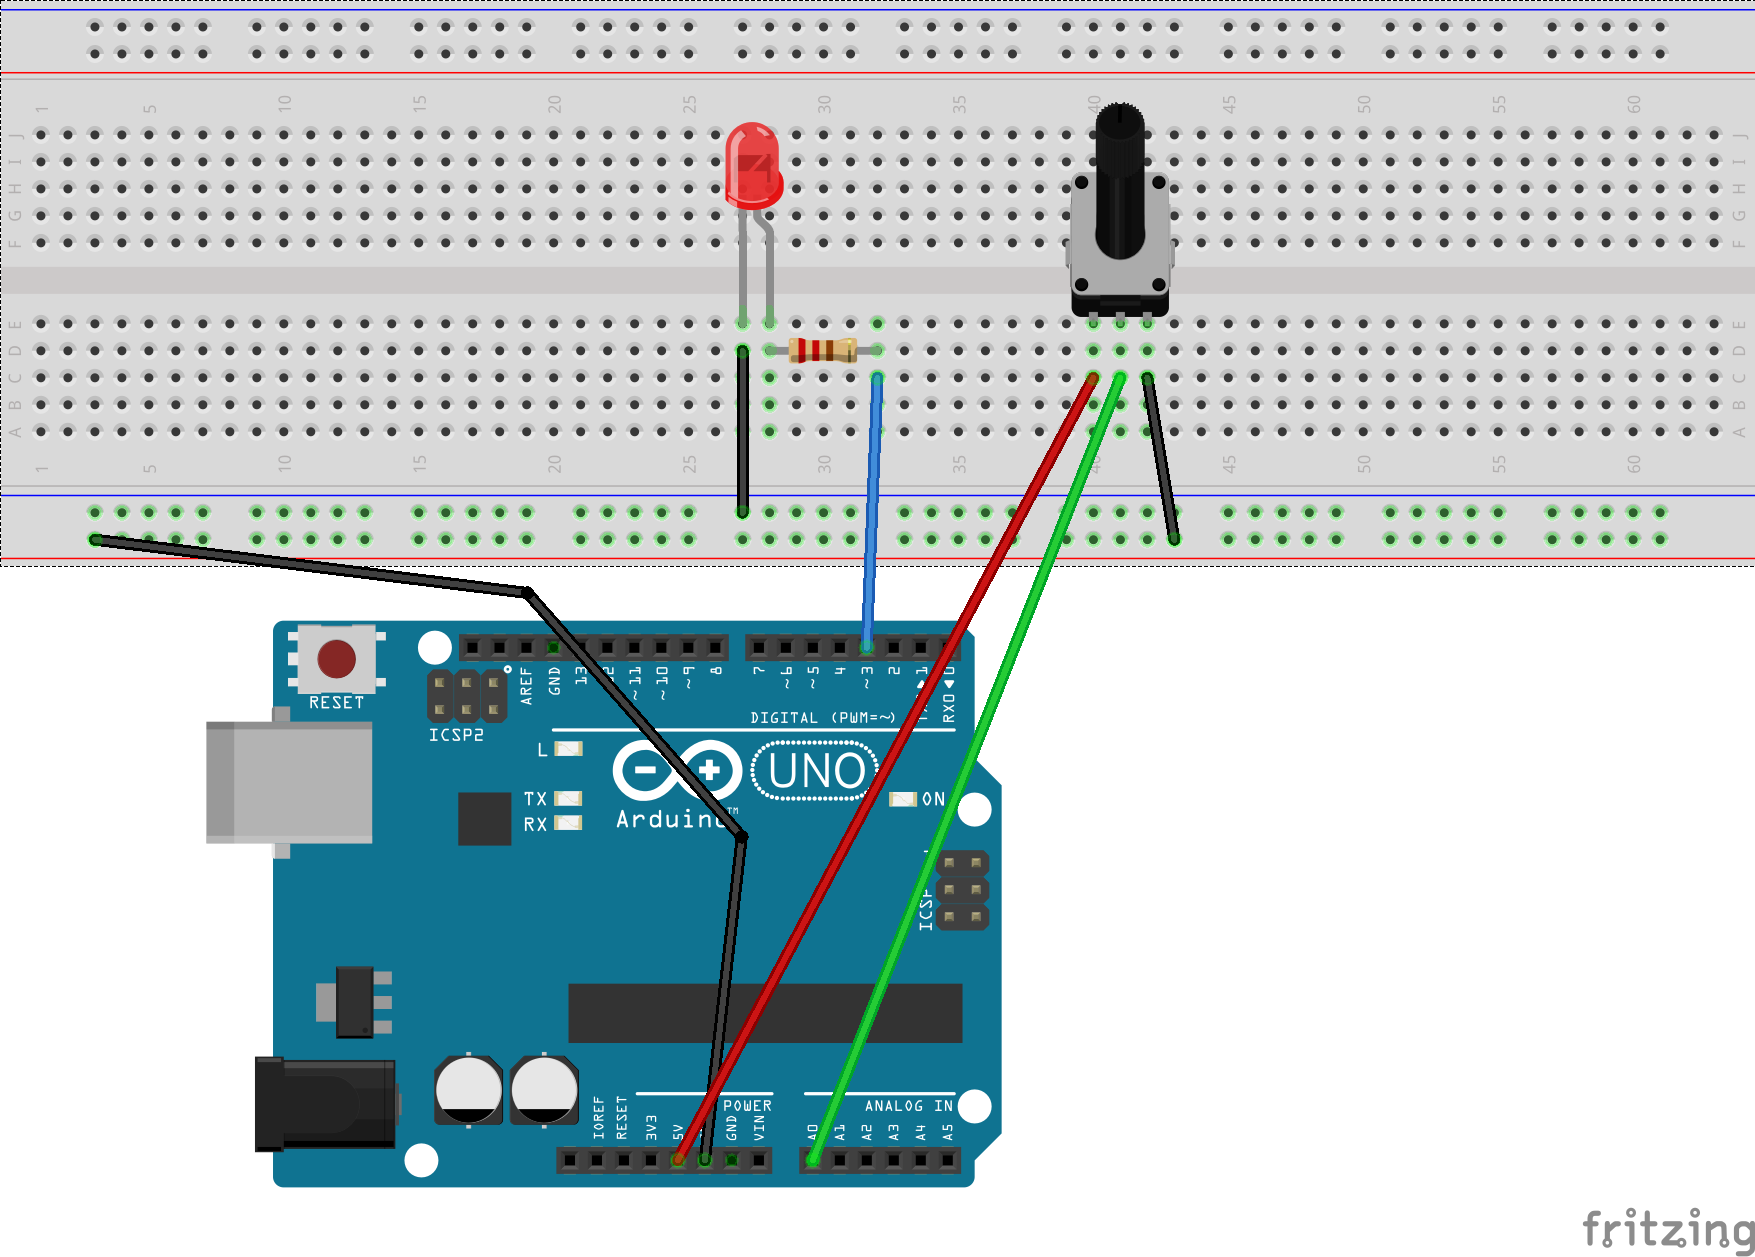 1 5 10 15 20 25 30 35 40 45 50 55 60
J J
I I
H H
G G
F F
E E
D D
C C
B B
A A
1 5 10 15 20 25 30 35 40 45 50 55 60
RESET
ICSP2
AREF GND 13 12 ~11 ~10 ~9 8 7 ~6 ~5 4 ~3 2 1 0
RX0
DIGITAL (PWM=~)
L
TX
RX
UNO
Arduino™
ON
ICSP
IOREF RESET 3V3 5V GND VIN A0 A1 A2 A3 A4 A5
POWER
ANALOG IN
fritzing